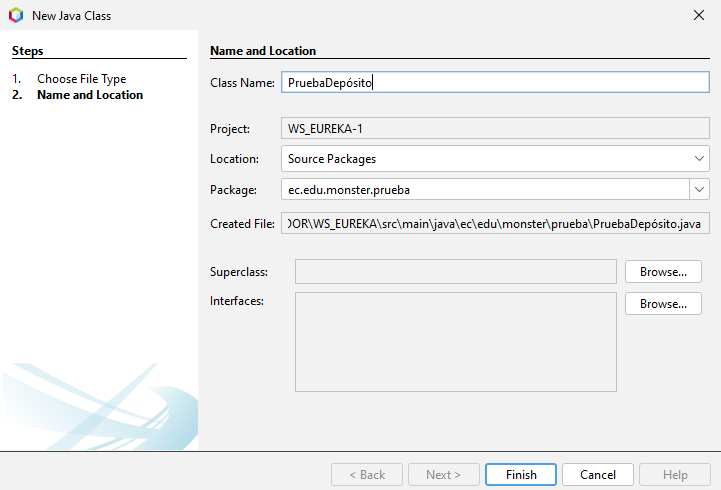 New Java Class
Steps
1. Choose File Type
2. Name and Location
Name and Location
Class Name: PruebaDepósito
Project: WS_EUREKA-1
Location: Source Packages
Package: ec.edu.monster.prueba
Created File: DOR\WS_EUREKA\src\main\java\ec\edu\monster\prueba\PruebaDepósito.java
Superclass: Browse...
Interfaces: Browse...
< Back Next > Finish Cancel Help